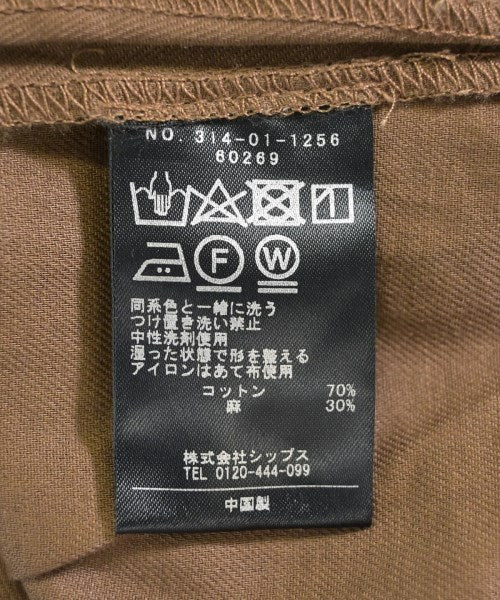 NO. 314-01-1256
60269
F W
同系色と一緒に洗う
つけ置き洗い禁止
中性洗剤使用
湿った状態で形を整える
アイロンはあて布使用
コットン 70%
麻 30%
株式会社シップス
TEL 0120-444-099
中国製